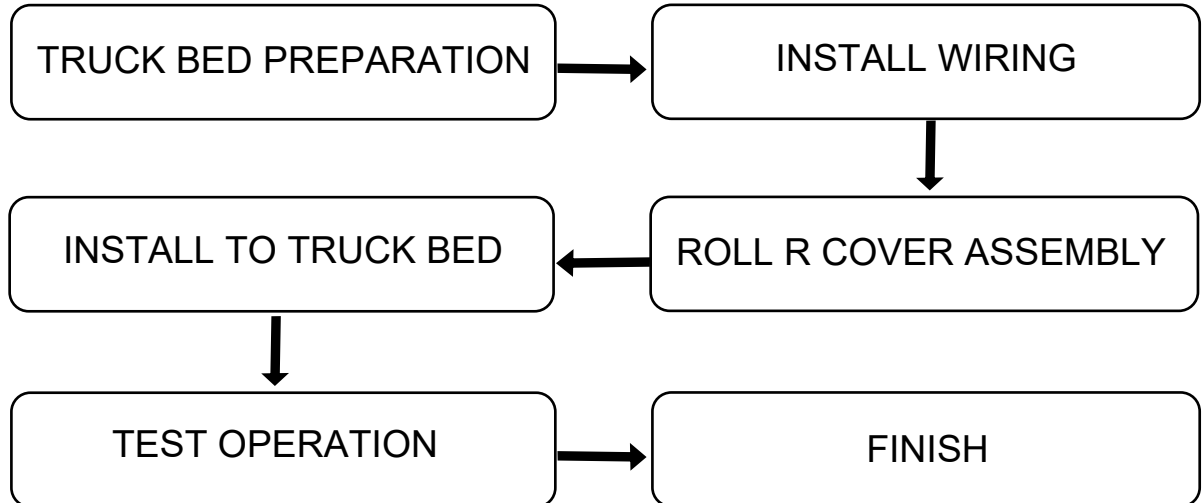 TRUCK BED PREPARATION
INSTALL WIRING
ROLL R COVER ASSEMBLY
INSTALL TO TRUCK BED
TEST OPERATION
FINISH